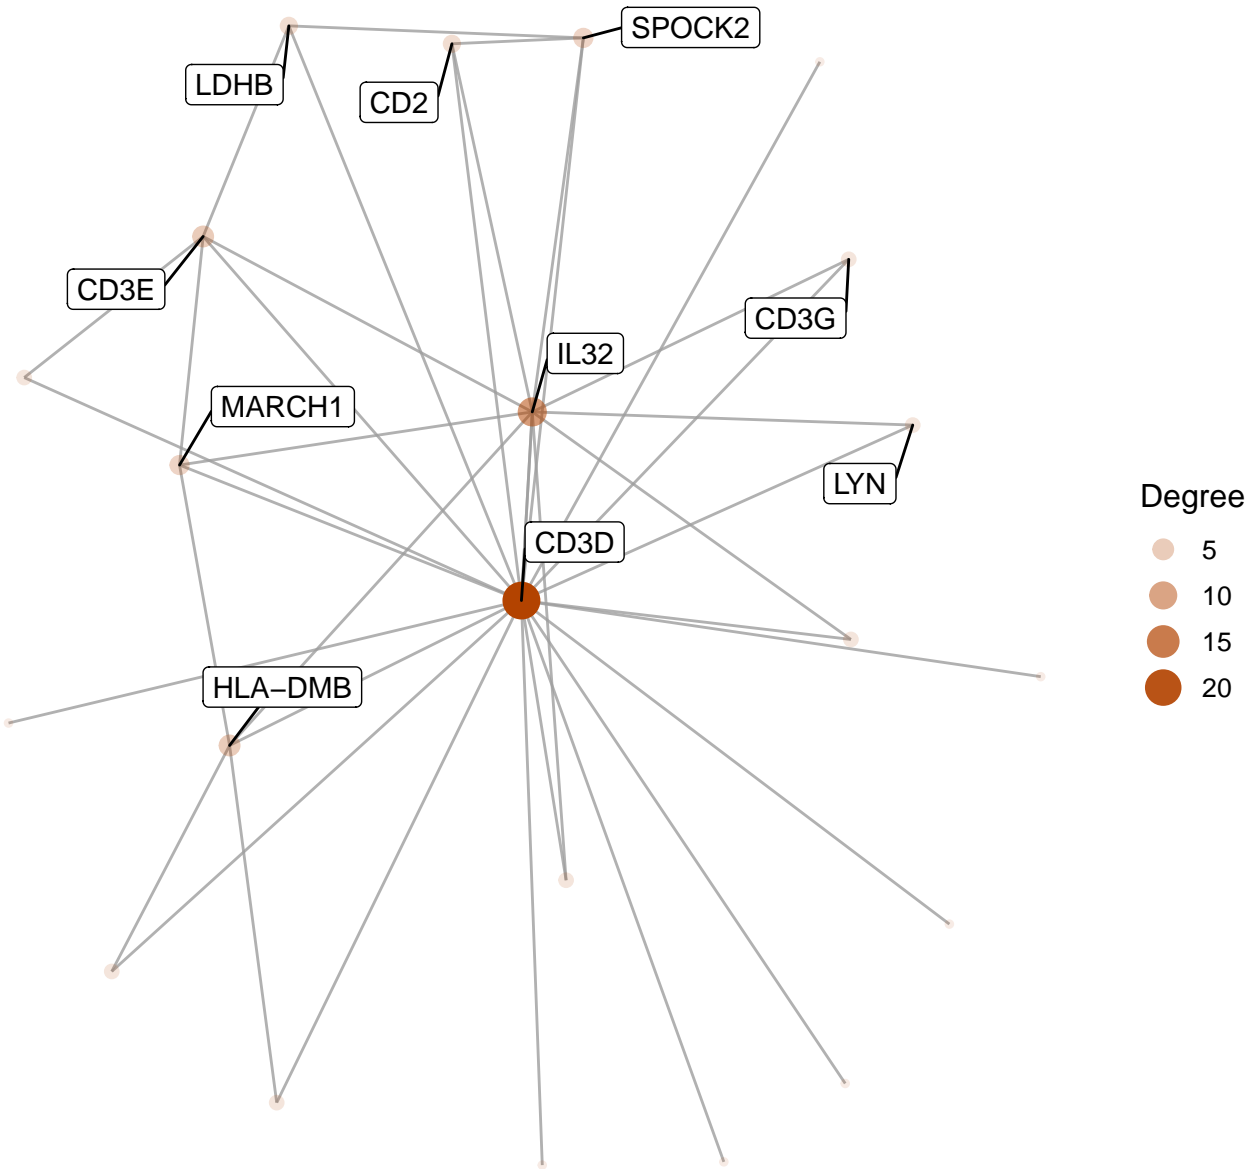 SPOCK2
LDHB
CD2
CD3E
CD3G
IL32
MARCH1
LYN
CD3D
HLA−DMB
Degree
5
10
15
20